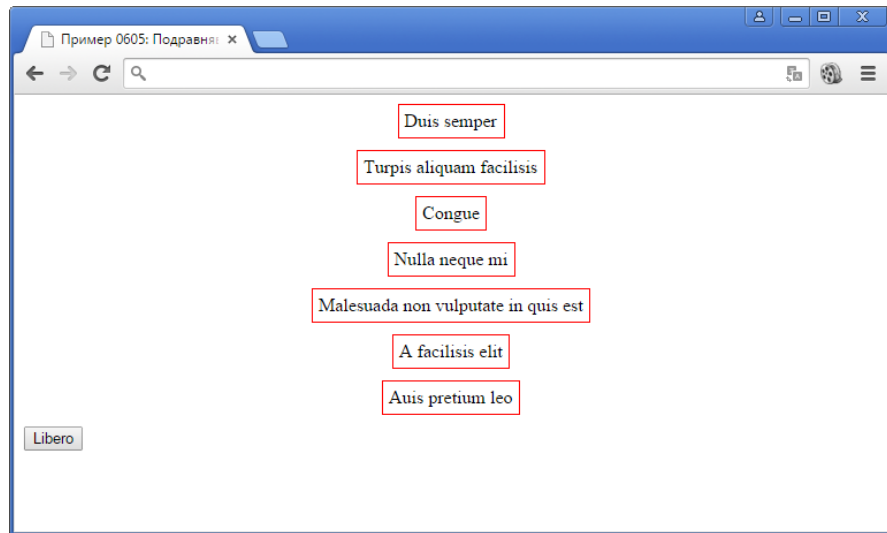 Пример 0605: Подравня
Duis semper
Turpis aliquam facilisis
Congue
Nulla neque mi
Malesuada non vulputate in quis est
A facilisis elit
Auis pretium leo
Libero